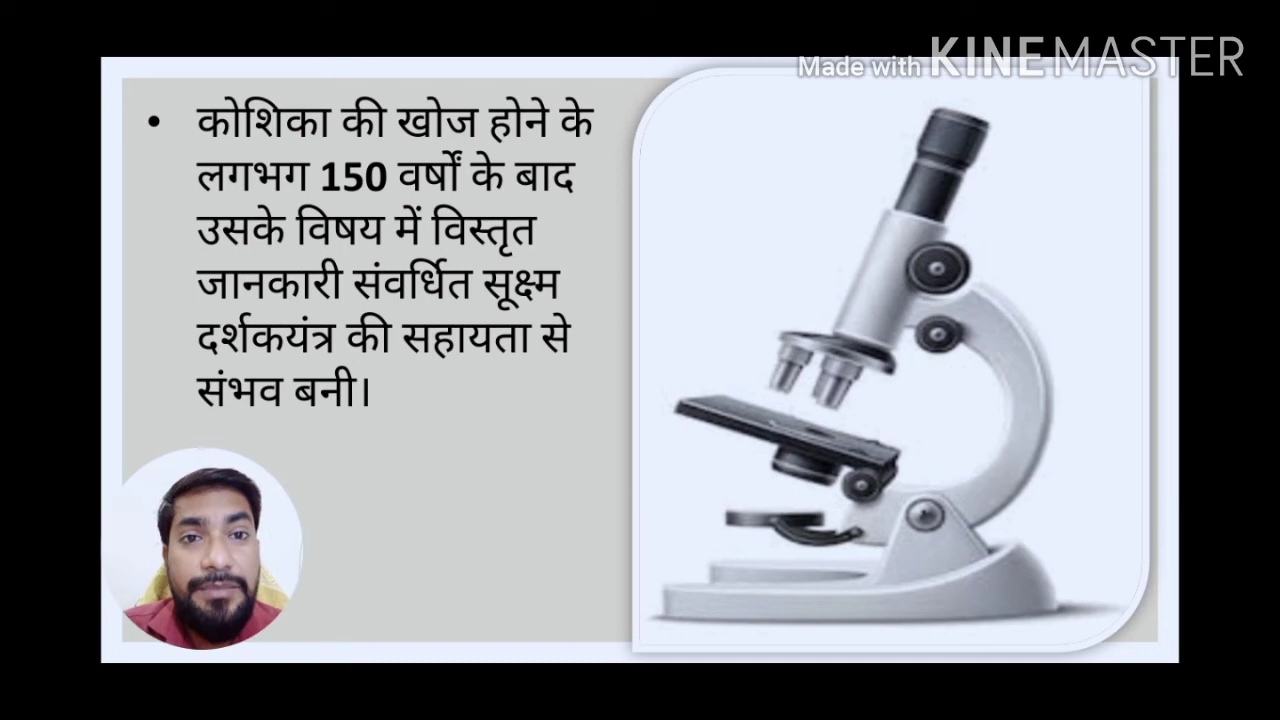 Made with KINEMASTER
• कोशिका की खोज होने के
लगभग 150 वर्षों के बाद
उसके विषय में विस्तृत
जानकारी संवर्धित सूक्ष्म
दर्शकयंत्र की सहायता से
संभव बनी।